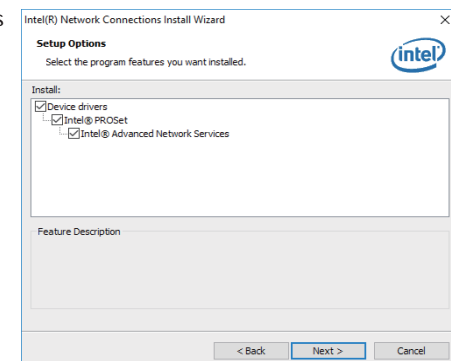 s
Intel(R) Network Connections Install Wizard
Setup Options
Select the program features you want installed.
intel
Install:
Device drivers
Intel® PROSet
Intel® Advanced Network Services
Feature Description
< Back Next > Cancel